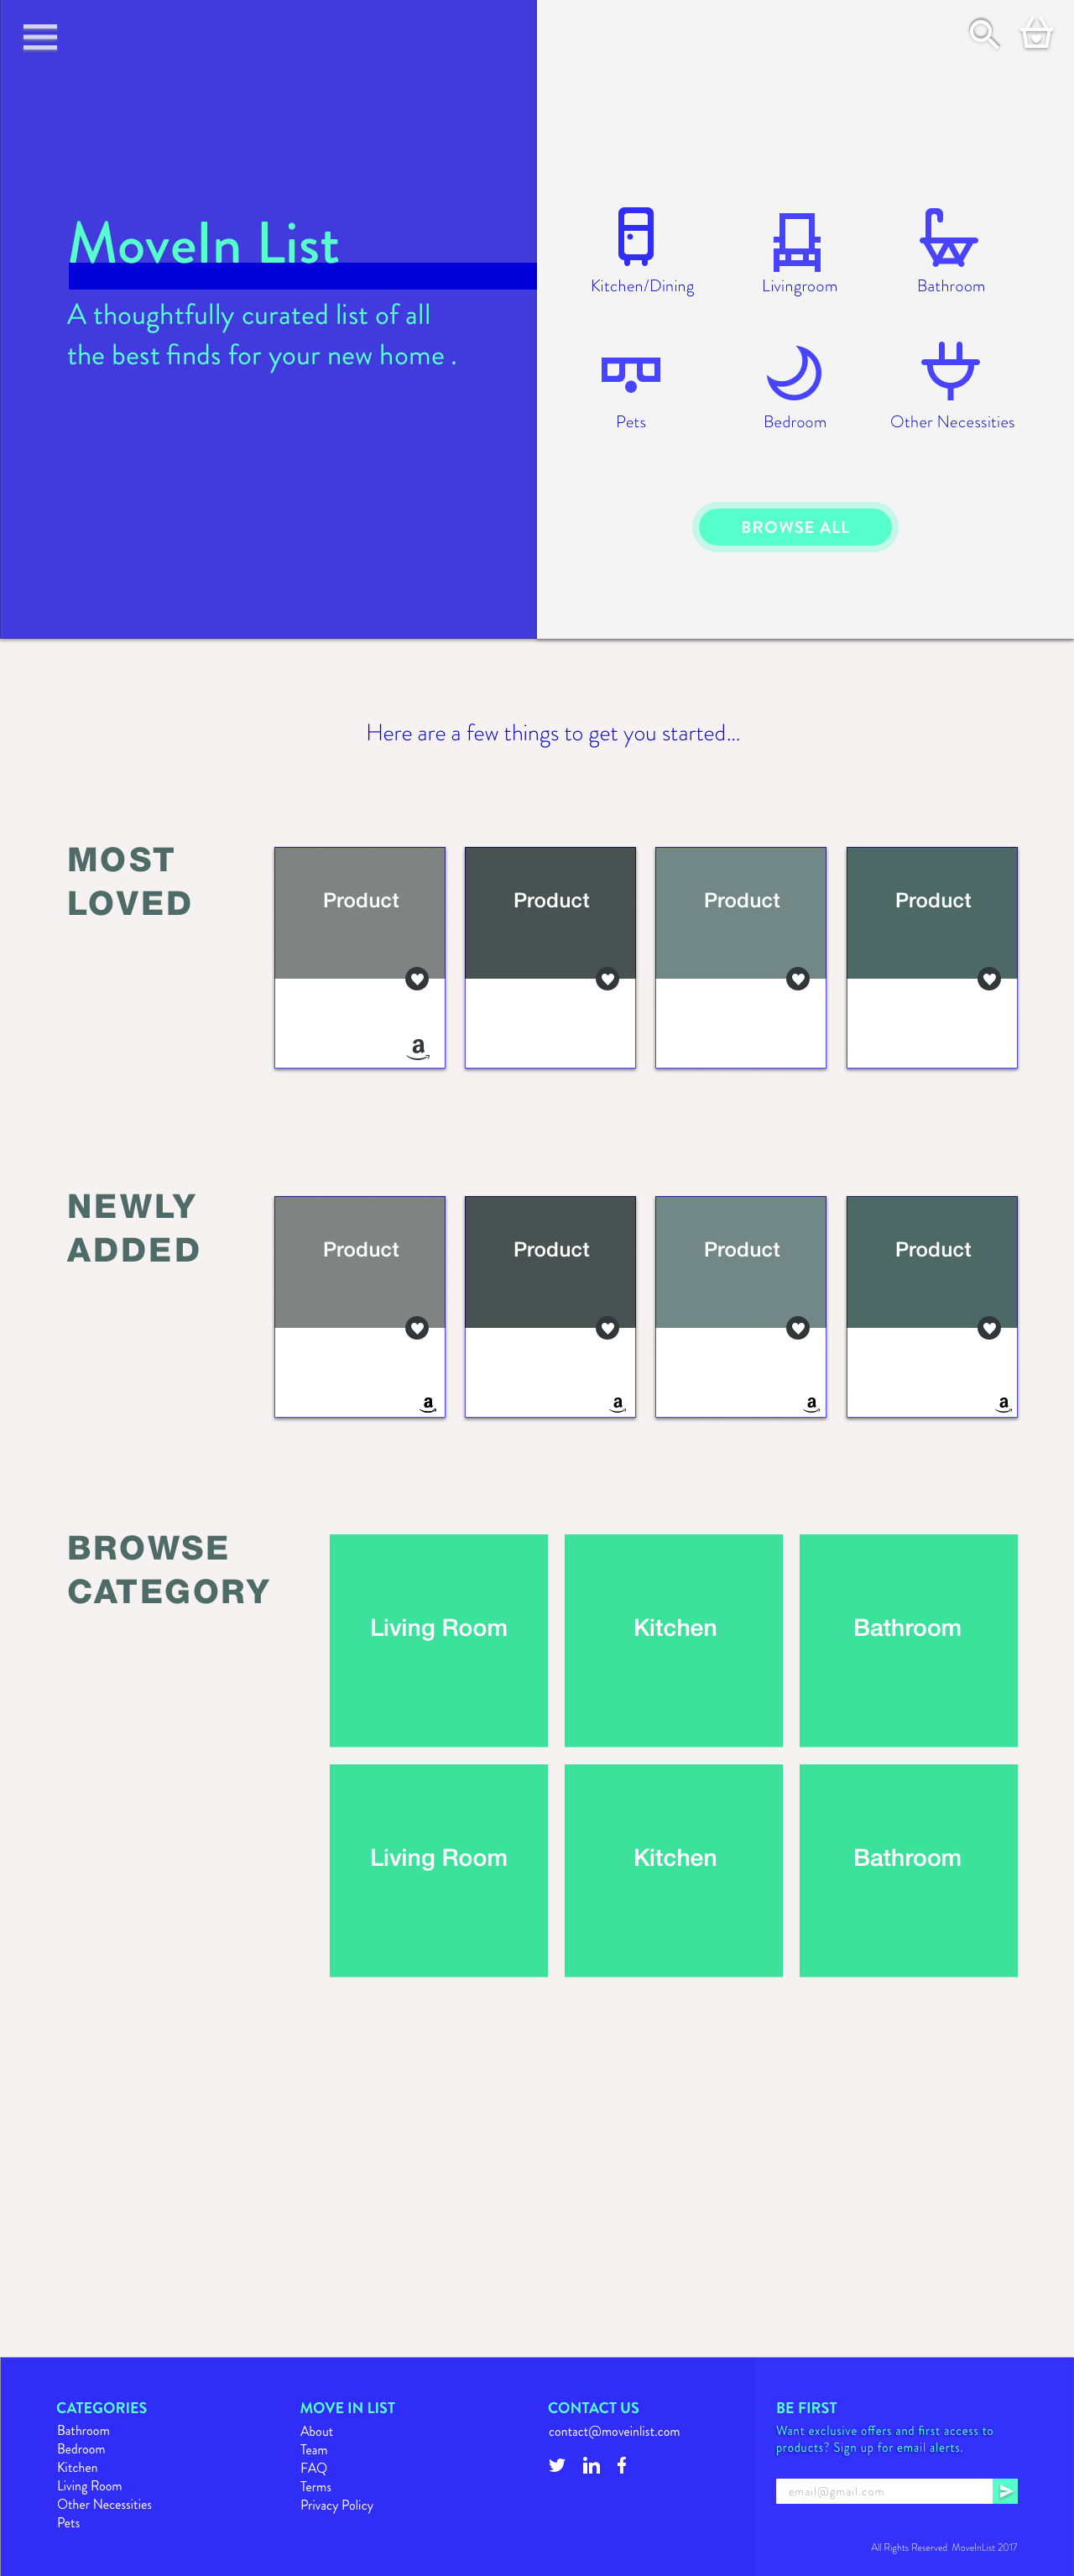 MoveIn List
A thoughtfully curated list of all
the best finds for your new home .
Kitchen/Dining
Livingroom
Bathroom
Pets
Bedroom
Other Necessities
BROWSE ALL
Here are a few things to get you started...
MOST
LOVED
Product
Product
Product
Product
a
NEWLY
ADDED
Product
Product
Product
Product
a
a
a
a
BROWSE
CATEGORY
Living Room
Kitchen
Bathroom
Living Room
Kitchen
Bathroom
CATEGORIES
Bathroom
Bedroom
Kitchen
Living Room
Other Necessities
Pets
MOVE IN LIST
About
Team
FAQ
Terms
Privacy Policy
CONTACT US
contact@moveinlist.com
in
f
BE FIRST
Want exclusive offers and first access to
products? Sign up for email alerts.
email@gmail.com
All Rights Reserved MoveInList 2017